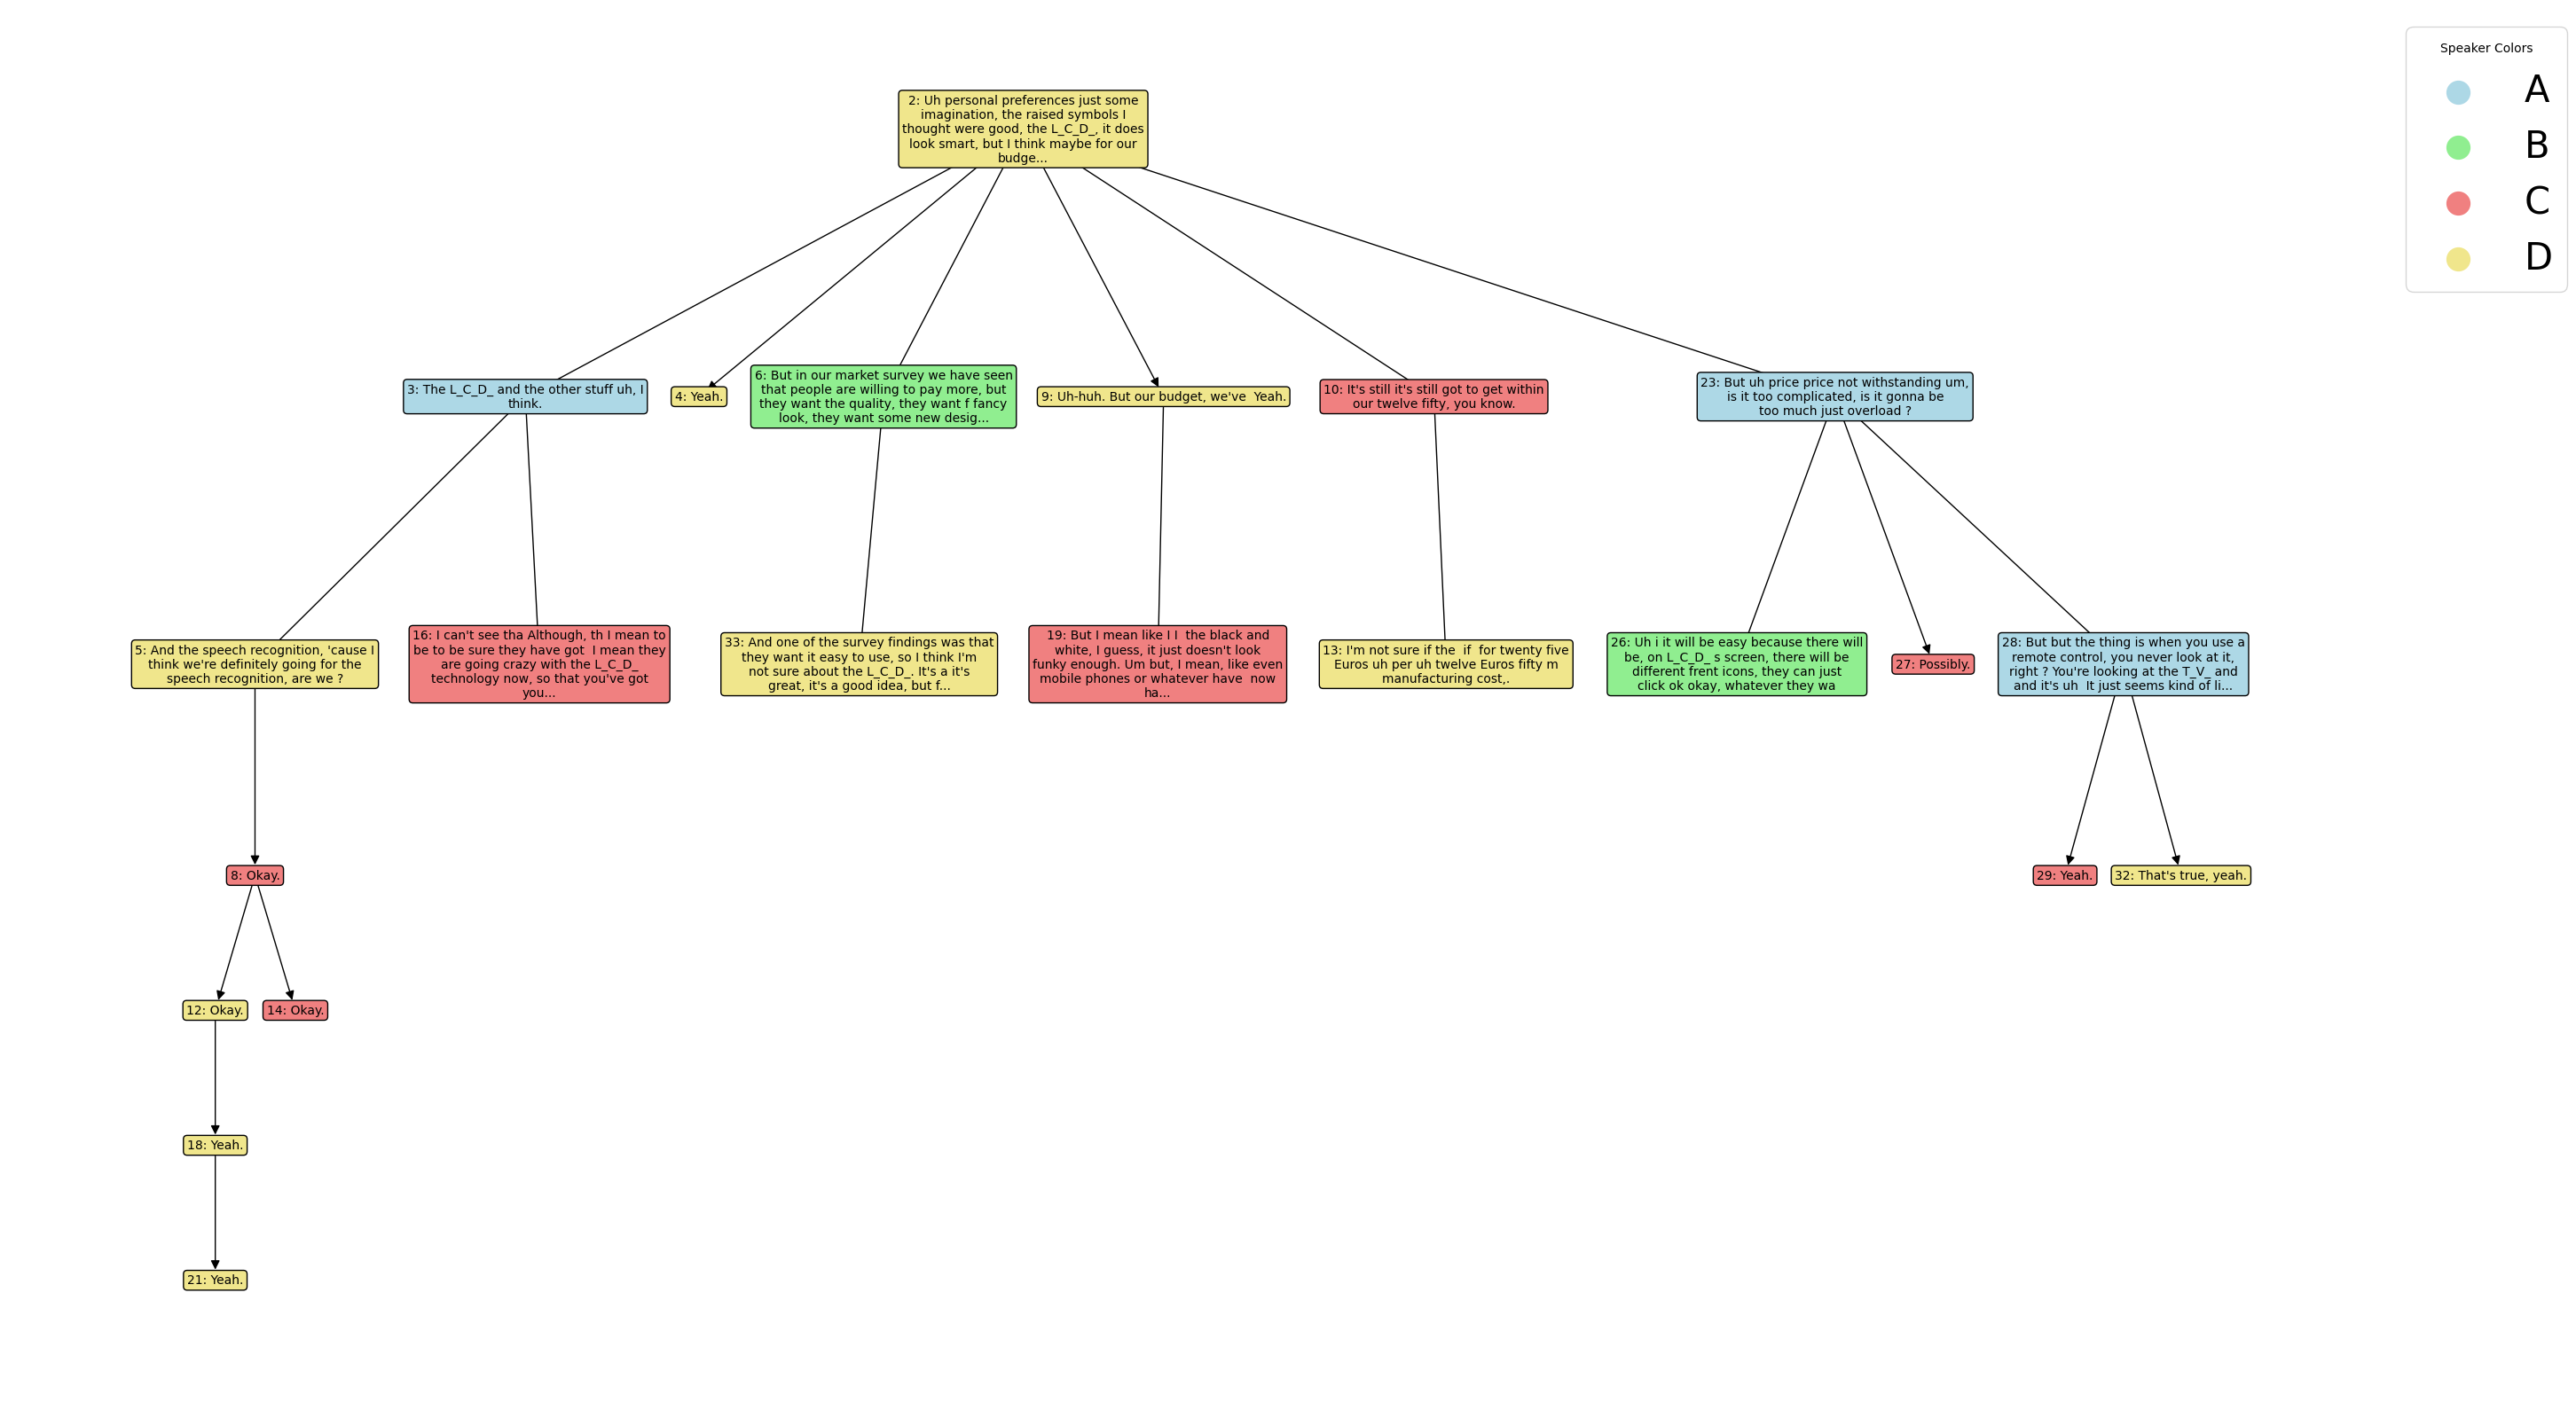 Speaker Colors
A
B
C
D
2: Uh personal preferences just some
imagination, the raised symbols I
thought were good, the L_C_D_, it does
look smart, but I think maybe for our
budge...
3: The L_C_D_ and the other stuff uh, I
think.
4: Yeah.
6: But in our market survey we have seen
that people are willing to pay more, but
they want the quality, they want f fancy
look, they want some new desig...
9: Uh-huh. But our budget, we've  Yeah.
10: It's still it's still got to get within
our twelve fifty, you know.
23: But uh price price not withstanding um,
is it too complicated, is it gonna be
too much just overload ?
5: And the speech recognition, 'cause I
think we're definitely going for the
speech recognition, are we ?
16: I can't see tha Although, th I mean to
be to be sure they have got  I mean they
are going crazy with the L_C_D_
technology now, so that you've got
you...
33: And one of the survey findings was that
they want it easy to use, so I think I'm
not sure about the L_C_D_. It's a it's
great, it's a good idea, but f...
19: But I mean like I I  the black and
white, I guess, it just doesn't look
funky enough. Um but, I mean, like even
mobile phones or whatever have  now
ha...
13: I'm not sure if the  if  for twenty five
Euros uh per uh twelve Euros fifty m
manufacturing cost,.
26: Uh i it will be easy because there will
be, on L_C_D_ s screen, there will be
different frent icons, they can just
click ok okay, whatever they wa
27: Possibly.
28: But but the thing is when you use a
remote control, you never look at it,
right ? You're looking at the T_V_ and
and it's uh  It just seems kind of li...
8: Okay.
29: Yeah.
32: That's true, yeah.
12: Okay.
14: Okay.
18: Yeah.
21: Yeah.